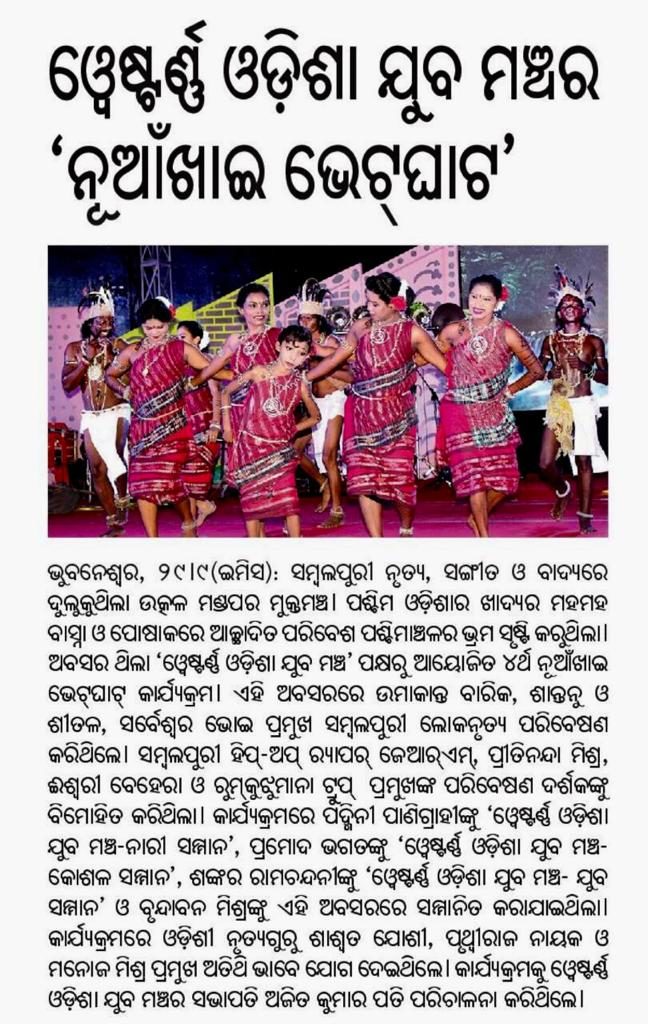 ୱେଷ୍ଟର୍ଣ୍ଣ ଓଡ଼ିଶା ଯୁବ ମଞ୍ଚର
‘ନୂଆଁଖାଇ ଭେଟ୍‌ଘାଟ’
ଭୁବନେଶ୍ୱର, ୨୯।୯(ଇମିସ): ସମ୍ବଲପୁରୀ ନୃତ୍ୟ, ସଙ୍ଗୀତ ଓ ବାଦ୍ୟରେ
ଦୁଲୁକୁଥିଲା ଉତ୍କଳ ମଣ୍ଡପର ମୁକ୍ତମଞ୍ଚ। ପଶ୍ଚିମ ଓଡ଼ିଶାର ଖାଦ୍ୟର ମହମହ
ବାସ୍ନା ଓ ପୋଷାକରେ ଆଚ୍ଛାଦିତ ପରିବେଶ ପଶ୍ଚିମାଞ୍ଚଳର ଭ୍ରମ ସୃଷ୍ଟି କରୁଥିଲା।
ଅବସର ଥିଲା ‘ୱେଷ୍ଟର୍ଣ୍ଣ ଓଡ଼ିଶା ଯୁବ ମଞ୍ଚ’ ପକ୍ଷରୁ ଆୟୋଜିତ ୪ର୍ଥ ନୂଆଁଖାଇ
ଭେଟ୍‌ଘାଟ୍ କାର୍ଯ୍ୟକ୍ରମ। ଏହି ଅବସରରେ ଉମାକାନ୍ତ ବାରିକ, ଶାନ୍ତନୁ ଓ
ଶୀତଳ, ସର୍ବେଶ୍ୱର ଭୋଇ ପ୍ରମୁଖ ସମ୍ବଲପୁରୀ ଲୋକନୃତ୍ୟ ପରିବେଷଣ
କରିଥିଲେ। ସମ୍ବଲପୁରୀ ହିପ୍-ଅପ୍ ର‍୍ୟାପର୍ ଜେଆର୍‌ଏମ୍, ପ୍ରୀତିନନ୍ଦା ମିଶ୍ର,
ଈଶ୍ୱରୀ ବେହେରା ଓ ରୁମ୍‌କୁଝୁମାନା ଟ୍ରୁପ୍ ପ୍ରମୁଖଙ୍କ ପରିବେଷଣ ଦର୍ଶକଙ୍କୁ
ବିମୋହିତ କରିଥିଲା। କାର୍ଯ୍ୟକ୍ରମରେ ପଦ୍ମିନୀ ପାଣିଗ୍ରାହୀଙ୍କୁ ‘ୱେଷ୍ଟର୍ଣ୍ଣ ଓଡ଼ିଶା
ଯୁବ ମଞ୍ଚ-ନାରୀ ସମ୍ମାନ’, ପ୍ରମୋଦ ଭଗତଙ୍କୁ ‘ୱେଷ୍ଟର୍ଣ୍ଣ ଓଡ଼ିଶା ଯୁବ ମଞ୍ଚ-
କୋଶଳ ସମ୍ମାନ’, ଶଙ୍କର ରାମଚନ୍ଦନୀଙ୍କୁ ‘ୱେଷ୍ଟର୍ଣ୍ଣ ଓଡ଼ିଶା ଯୁବ ମଞ୍ଚ- ଯୁବ
ସମ୍ମାନ’ ଓ ବୃନ୍ଦାବନ ମିଶ୍ରଙ୍କୁ ଏହି ଅବସରରେ ସମ୍ମାନିତ କରାଯାଇଥିଲା।
କାର୍ଯ୍ୟକ୍ରମରେ ଓଡ଼ିଶୀ ନୃତ୍ୟଗୁରୁ ଶାଶ୍ୱତ ଯୋଶୀ, ପୃଥ୍ୱୀରାଜ ନାୟକ ଓ
ମନୋଜ ମିଶ୍ର ପ୍ରମୁଖ ଅତିଥି ଭାବେ ଯୋଗ ଦେଇଥିଲେ। କାର୍ଯ୍ୟକ୍ରମକୁ ୱେଷ୍ଟର୍ଣ୍ଣ
ଓଡ଼ିଶା ଯୁବ ମଞ୍ଚର ସଭାପତି ଅଜିତ କୁମାର ପତି ପରିଚାଳନା କରିଥିଲେ।